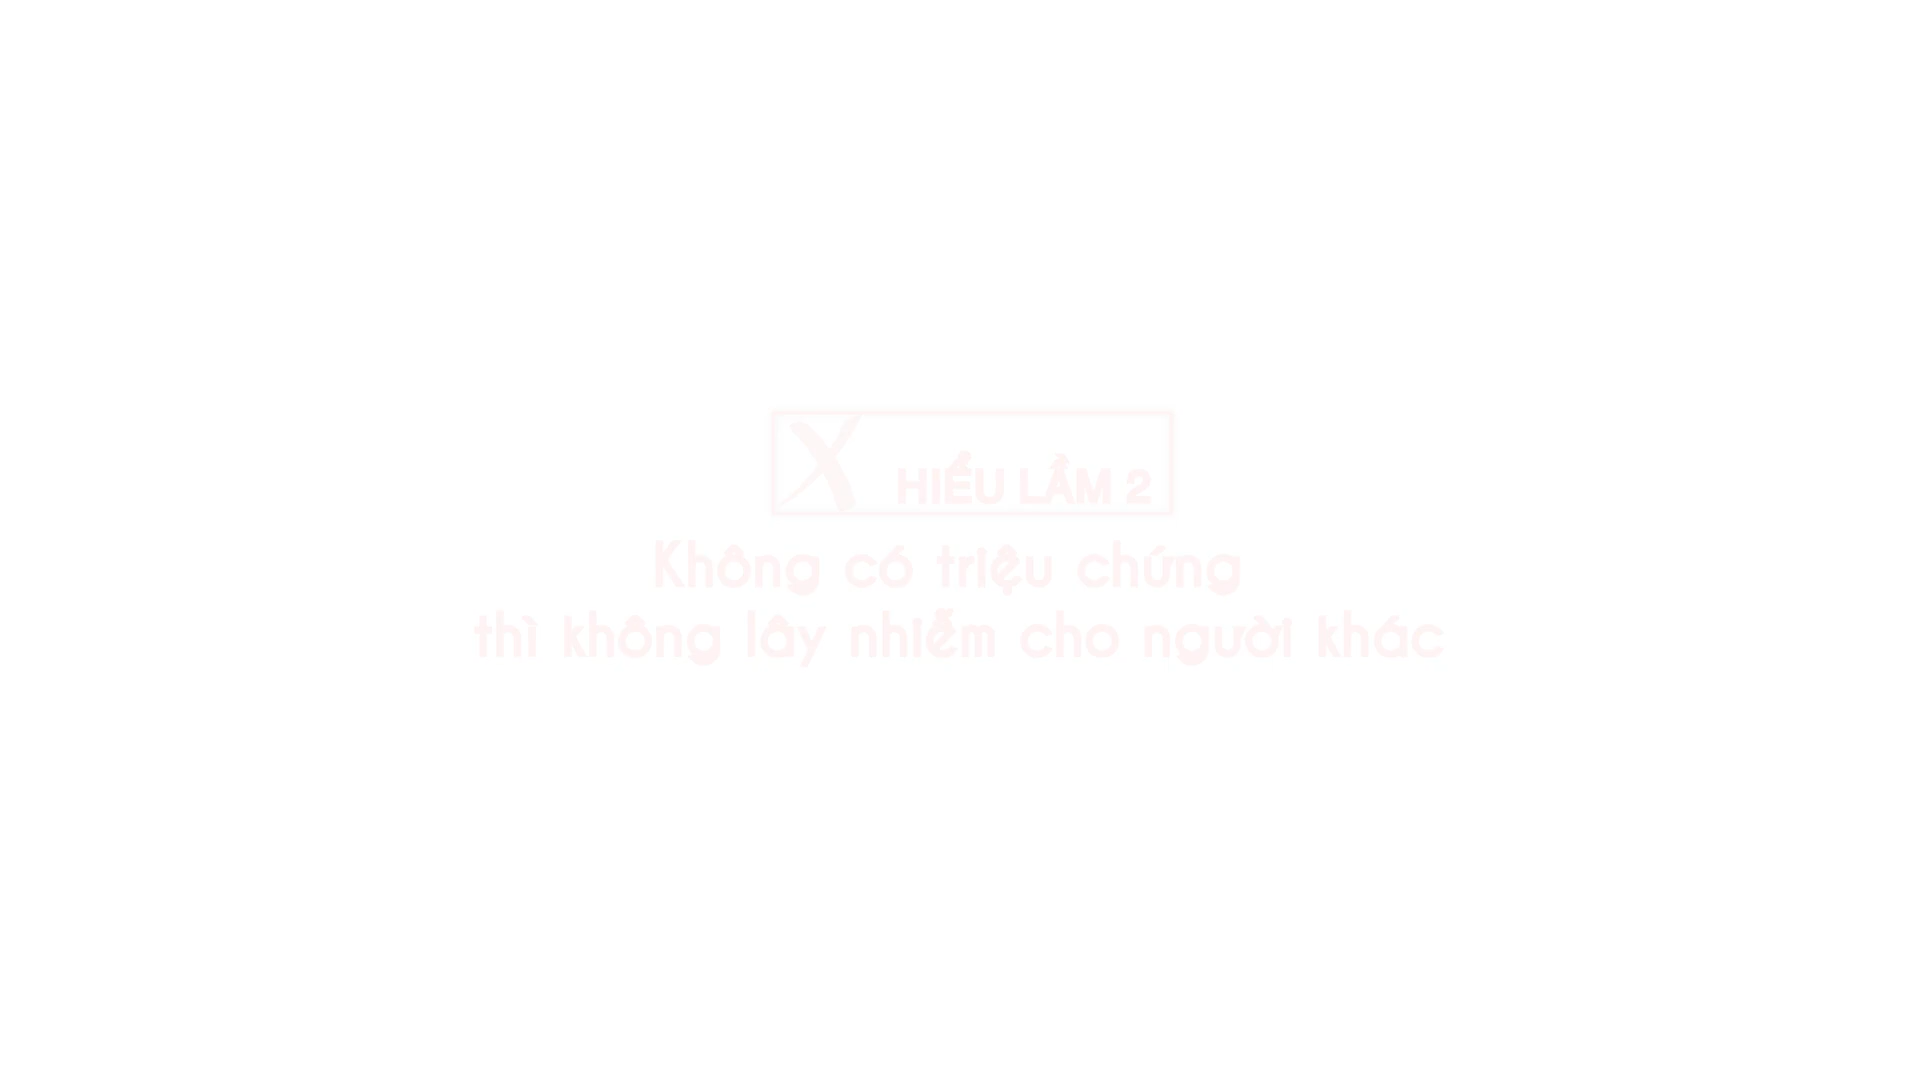 HIỂU LẦM 2
Không có triệu chứng
thì không lây nhiễm cho người khác